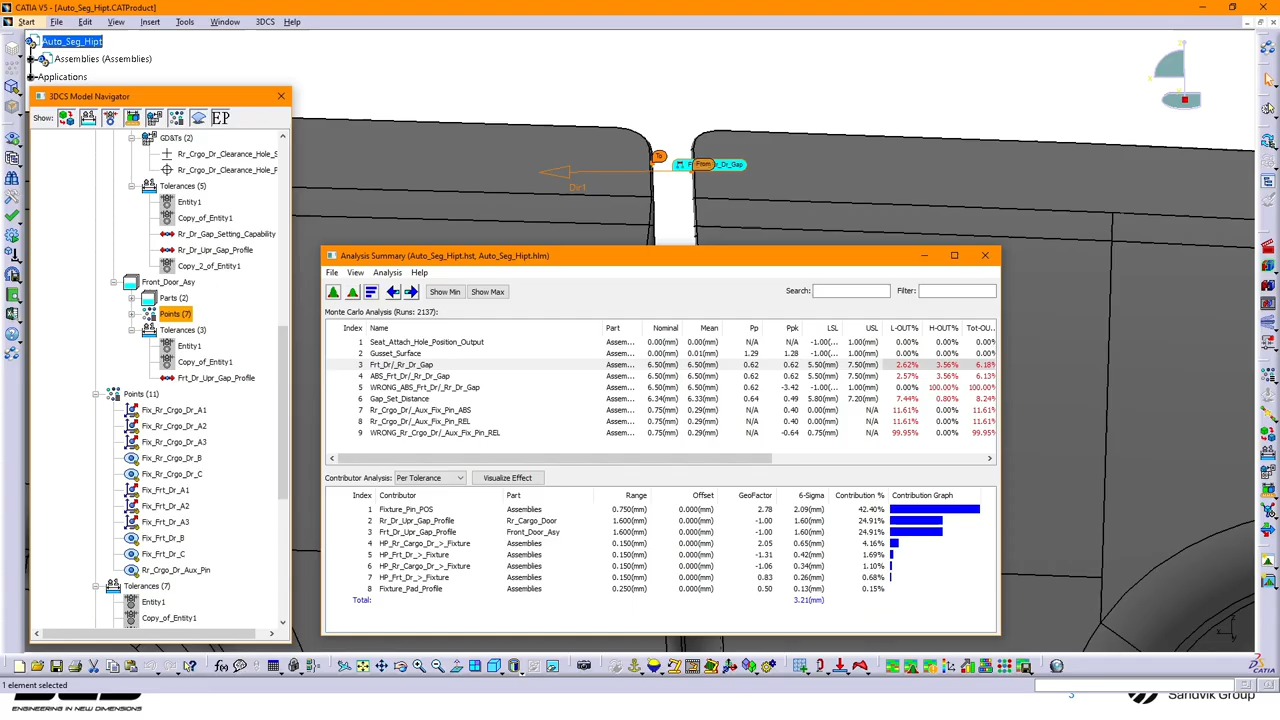 CATIA V5 - [Auto_Seg_Hipt.CATProduct]
Start File Edit View Insert Tools Window 3DCS Help
Auto_Seg_Hipt
Assemblies (Assemblies)
Applications
3DCS Model Navigator
Show: EP
GD&Ts (2)
Rr_Crgo_Dr_Clearance_Hole_S
Rr_Crgo_Dr_Clearance_Hole_F
Tolerances (5)
Entity1
Copy_of_Entity1
Rr_Dr_Gap_Setting_Capability
Rr_Dr_Upr_Gap_Profile
Copy_2_of_Entity1
Front_Door_Asy
Parts (2)
Points (7)
Tolerances (3)
Entity1
Copy_of_Entity1
Frt_Dr_Upr_Gap_Profile
Points (11)
Fix_Rr_Crgo_Dr_A1
Fix_Rr_Crgo_Dr_A2
Fix_Rr_Crgo_Dr_A3
Fix_Rr_Crgo_Dr_B
Fix_Rr_Crgo_Dr_C
Fix_Frt_Dr_A1
Fix_Frt_Dr_A2
Fix_Frt_Dr_A3
Fix_Frt_Dr_B
Fix_Frt_Dr_C
Rr_Crgo_Dr_Aux_Pin
Tolerances (7)
Entity1
Copy_of_Entity1
To
From
_Dr_Gap
Dir1
Analysis Summary (Auto_Seg_Hipt.hst, Auto_Seg_Hipt.hlm)
File View Analysis Help
Show Min Show Max Search: Filter:
Monte Carlo Analysis (Runs: 2137):
Index Name Part Nominal Mean Pp Ppk LSL USL L-OUT% H-OUT% Tot-OU...
1 Seat_Attach_Hole_Position_Output Assem... 0.00(mm) 0.00(mm) N/A N/A -1.00(... 1.00(mm) 0.00% 0.00% 0.00%
2 Gusset_Surface Assem... 0.00(mm) 0.01(mm) 1.29 1.28 -1.00(... 1.00(mm) 0.00% 0.00% 0.00%
3 Frt_Dr/_Rr_Dr_Gap Assem... 6.50(mm) 6.50(mm) 0.62 0.62 5.50(mm) 7.50(mm) 2.62% 3.56% 6.18%
4 ABS_Frt_Dr/_Rr_Dr_Gap Assem... 6.50(mm) 6.50(mm) 0.62 0.62 5.50(mm) 7.50(mm) 2.57% 3.56% 6.13%
5 WRONG_ABS_Frt_Dr/_Rr_Dr_Gap Assem... 6.50(mm) 6.50(mm) 0.62 -3.42 -1.00(... 1.00(mm) 0.00% 100.00% 100.00%
6 Gap_Set_Distance Assem... 6.34(mm) 6.33(mm) 0.64 0.49 5.80(mm) 7.20(mm) 7.44% 0.80% 8.24%
7 Rr_Crgo_Dr/_Aux_Fix_Pin_ABS Assem... 0.75(mm) 0.29(mm) N/A 0.40 0.00(mm) N/A 11.61% 0.00% 11.61%
8 Rr_Crgo_Dr/_Aux_Fix_Pin_REL Assem... 0.75(mm) 0.29(mm) N/A 0.40 0.00(mm) N/A 11.61% 0.00% 11.61%
9 WRONG_Rr_Crgo_Dr/_Aux_Fix_Pin_REL Assem... 0.75(mm) 0.29(mm) N/A -0.64 0.75(mm) N/A 99.95% 0.00% 99.95%
Contributor Analysis: Per Tolerance Visualize Effect
Index Contributor Part Range Offset GeoFactor 6-Sigma Contribution % Contribution Graph
1 Fixture_Pin_POS Assemblies 0.750(mm) 0.000(mm) 2.78 2.09(mm) 42.40%
2 Rr_Dr_Upr_Gap_Profile Rr_Cargo_Door 1.600(mm) 0.000(mm) -1.00 1.60(mm) 24.91%
3 Frt_Dr_Upr_Gap_Profile Front_Door_Asy 1.600(mm) 0.000(mm) -1.00 1.60(mm) 24.91%
4 HP_Rr_Cargo_Dr_>_Fixture Assemblies 0.150(mm) 0.000(mm) 2.05 0.65(mm) 4.16%
5 HP_Frt_Dr_>_Fixture Assemblies 0.150(mm) 0.000(mm) -1.31 0.42(mm) 1.69%
6 HP_Rr_Cargo_Dr_>_Fixture Assemblies 0.150(mm) 0.000(mm) -1.06 0.34(mm) 1.10%
7 HP_Frt_Dr_>_Fixture Assemblies 0.150(mm) 0.000(mm) 0.83 0.26(mm) 0.68%
8 Fixture_Pad_Profile Assemblies 0.250(mm) 0.000(mm) 0.50 0.13(mm) 0.15%
Total: 3.21(mm)
1 element selected
EXPANDING IN NEW DIMENSIONS
3
Sandvik Group
CATIA